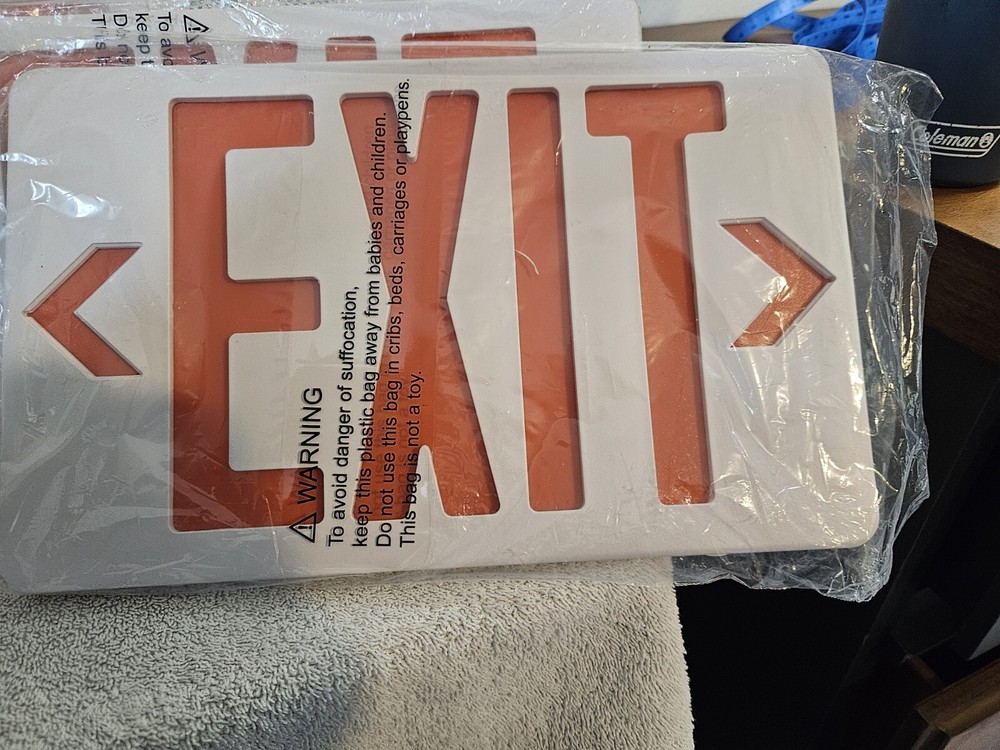 EXIT
⚠ WARNING
To avoid danger of suffocation,
keep this plastic bag away from babies and children.
Do not use this bag in cribs, beds, carriages or playpens.
This bag is not a toy.
Coleman